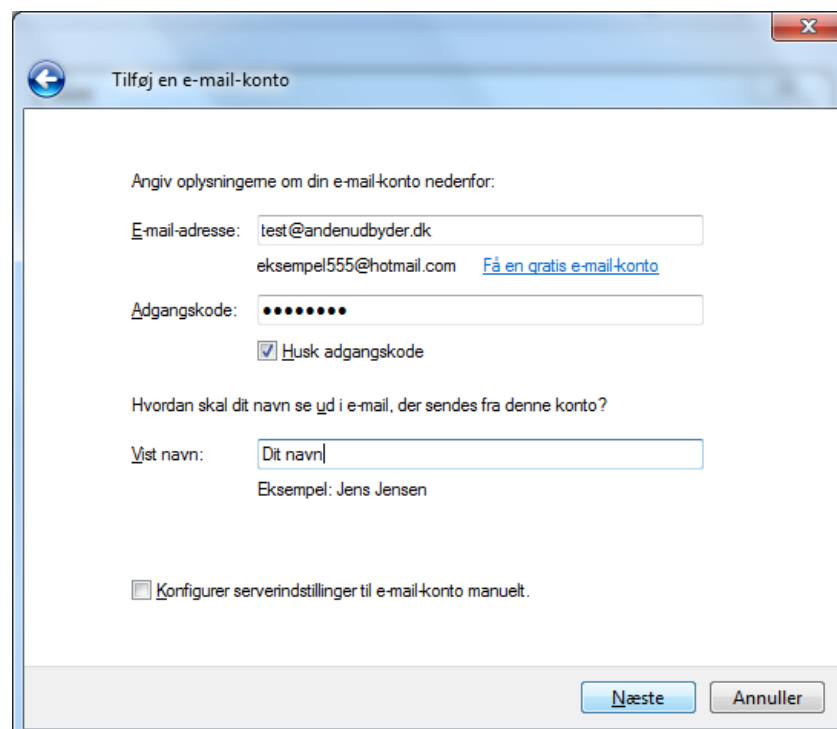 Tilføj en e-mail-konto
Angiv oplysningerne om din e-mail-konto nedenfor:
E-mail-adresse: test@andenudbyder.dk
eksempel555@hotmail.com Få en gratis e-mail-konto
Adgangskode: ••••••••
Husk adgangskode
Hvordan skal dit navn se ud i e-mail, der sendes fra denne konto?
Vist navn: Dit navn
Eksempel: Jens Jensen
Konfigurer serverindstillinger til e-mail-konto manuelt.
Næste Annuller